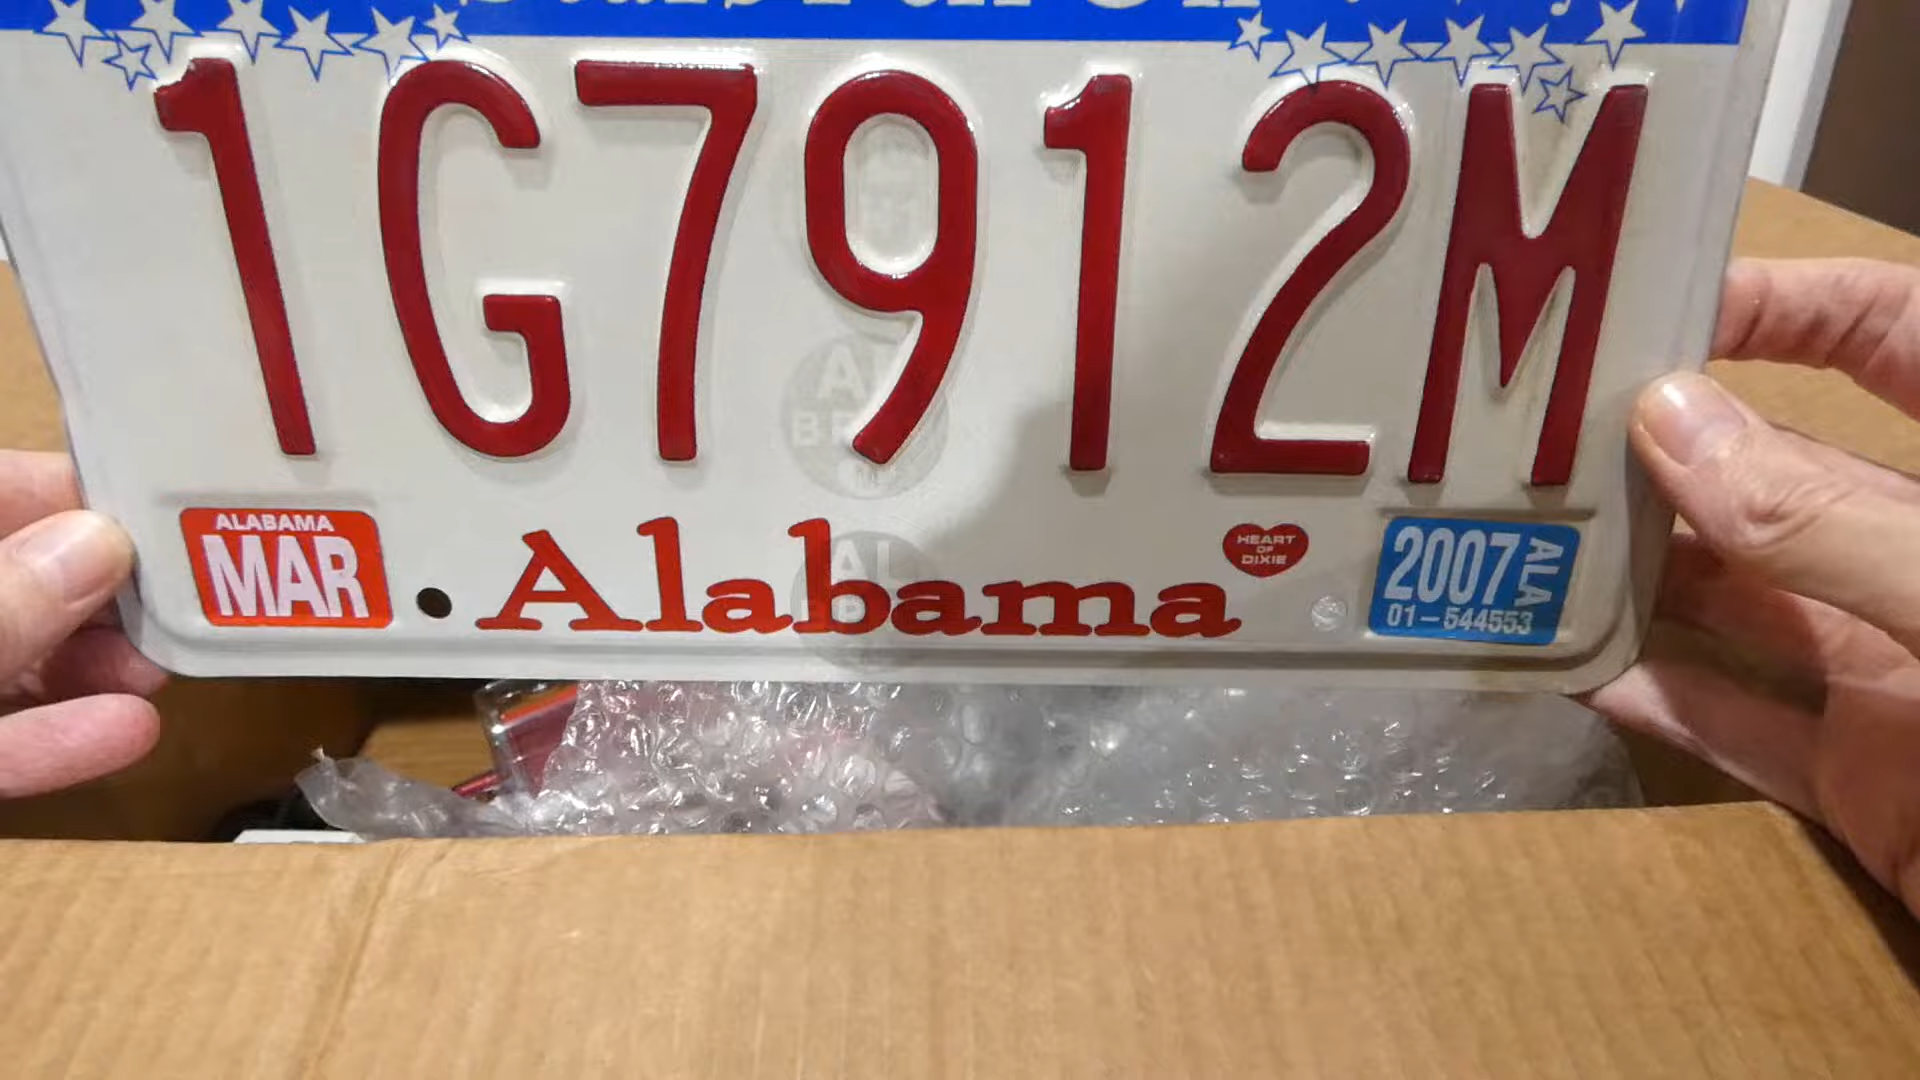 1G7912M
ALABAMA
MAR
Alabama
HEART
OF
DIXIE
2007 ALA
01-544553